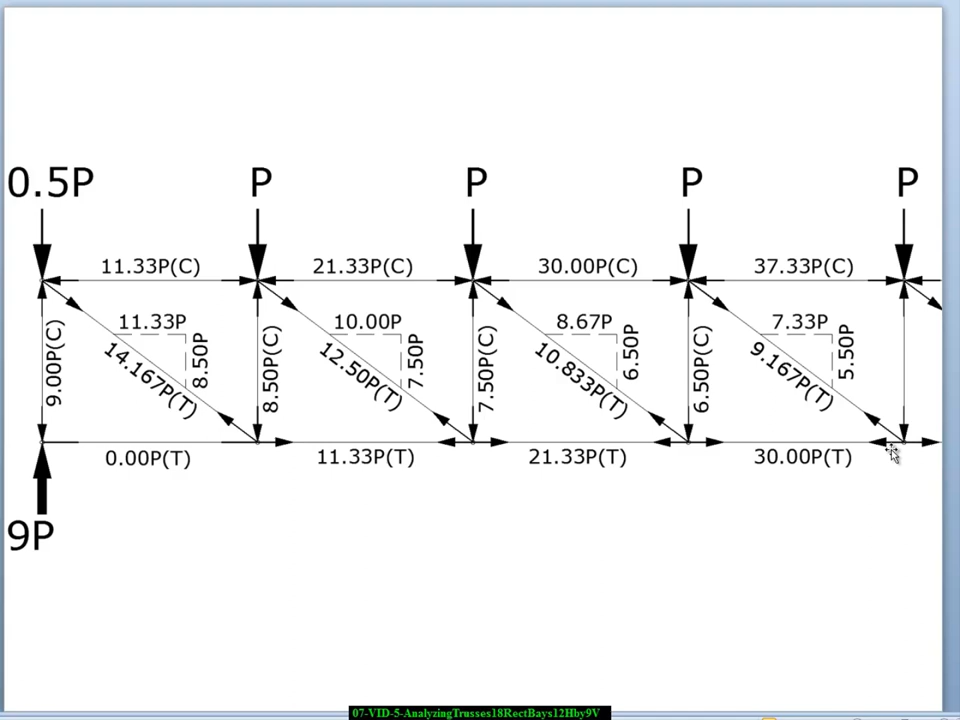 0.5P P P P P
11.33P(C) 21.33P(C) 30.00P(C) 37.33P(C)
11.33P 10.00P 8.67P 7.33P
9.00P(C) 14.167P(T) 8.50P 8.50P(C) 12.50P(T) 7.50P 7.50P(C) 10.833P(T) 6.50P 6.50P(C) 9.167P(T) 5.50P
0.00P(T) 11.33P(T) 21.33P(T) 30.00P(T)
9P
07-VID-5-AnalyzingTrusses18RectBays12Hby9V